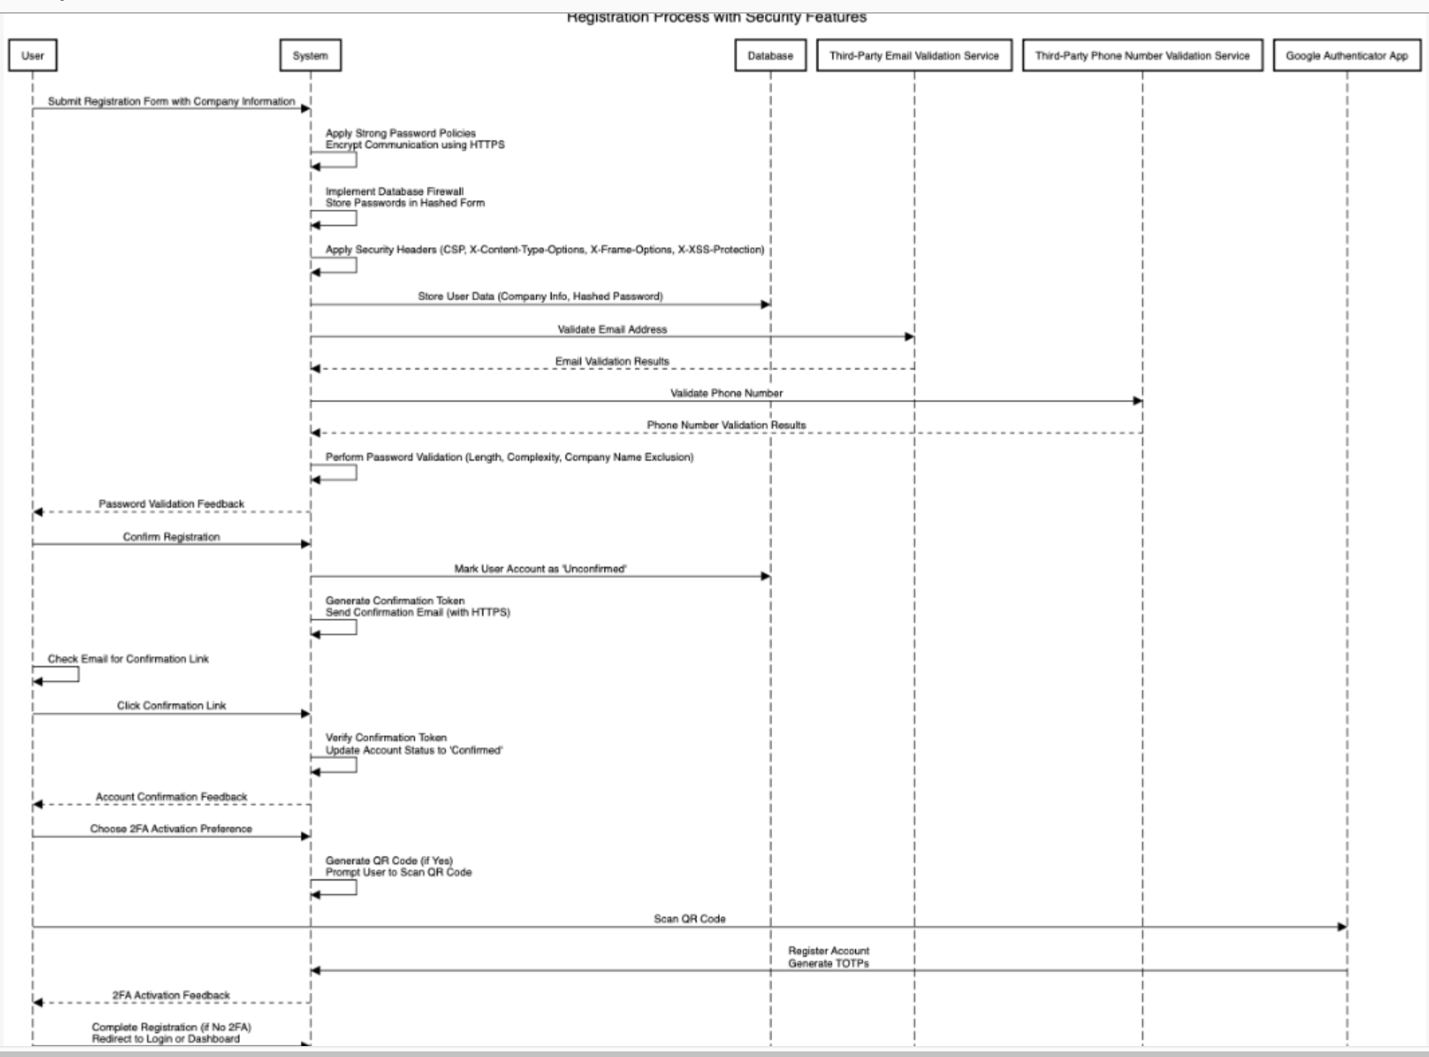 Registration Process with Security Features
User
System
Database
Third-Party Email Validation Service
Third-Party Phone Number Validation Service
Google Authenticator App
Submit Registration Form with Company Information
Apply Strong Password Policies
Encrypt Communication using HTTPS
Implement Database Firewall
Store Passwords in Hashed Form
Apply Security Headers (CSP, X-Content-Type-Options, X-Frame-Options, X-XSS-Protection)
Store User Data (Company Info, Hashed Password)
Validate Email Address
Email Validation Results
Validate Phone Number
Phone Number Validation Results
Perform Password Validation (Length, Complexity, Company Name Exclusion)
Password Validation Feedback
Confirm Registration
Mark User Account as 'Unconfirmed'
Generate Confirmation Token
Send Confirmation Email (with HTTPS)
Check Email for Confirmation Link
Click Confirmation Link
Verify Confirmation Token
Update Account Status to 'Confirmed'
Account Confirmation Feedback
Choose 2FA Activation Preference
Generate QR Code (if Yes)
Prompt User to Scan QR Code
Scan QR Code
Register Account
Generate TOTPs
2FA Activation Feedback
Complete Registration (if No 2FA)
Redirect to Login or Dashboard